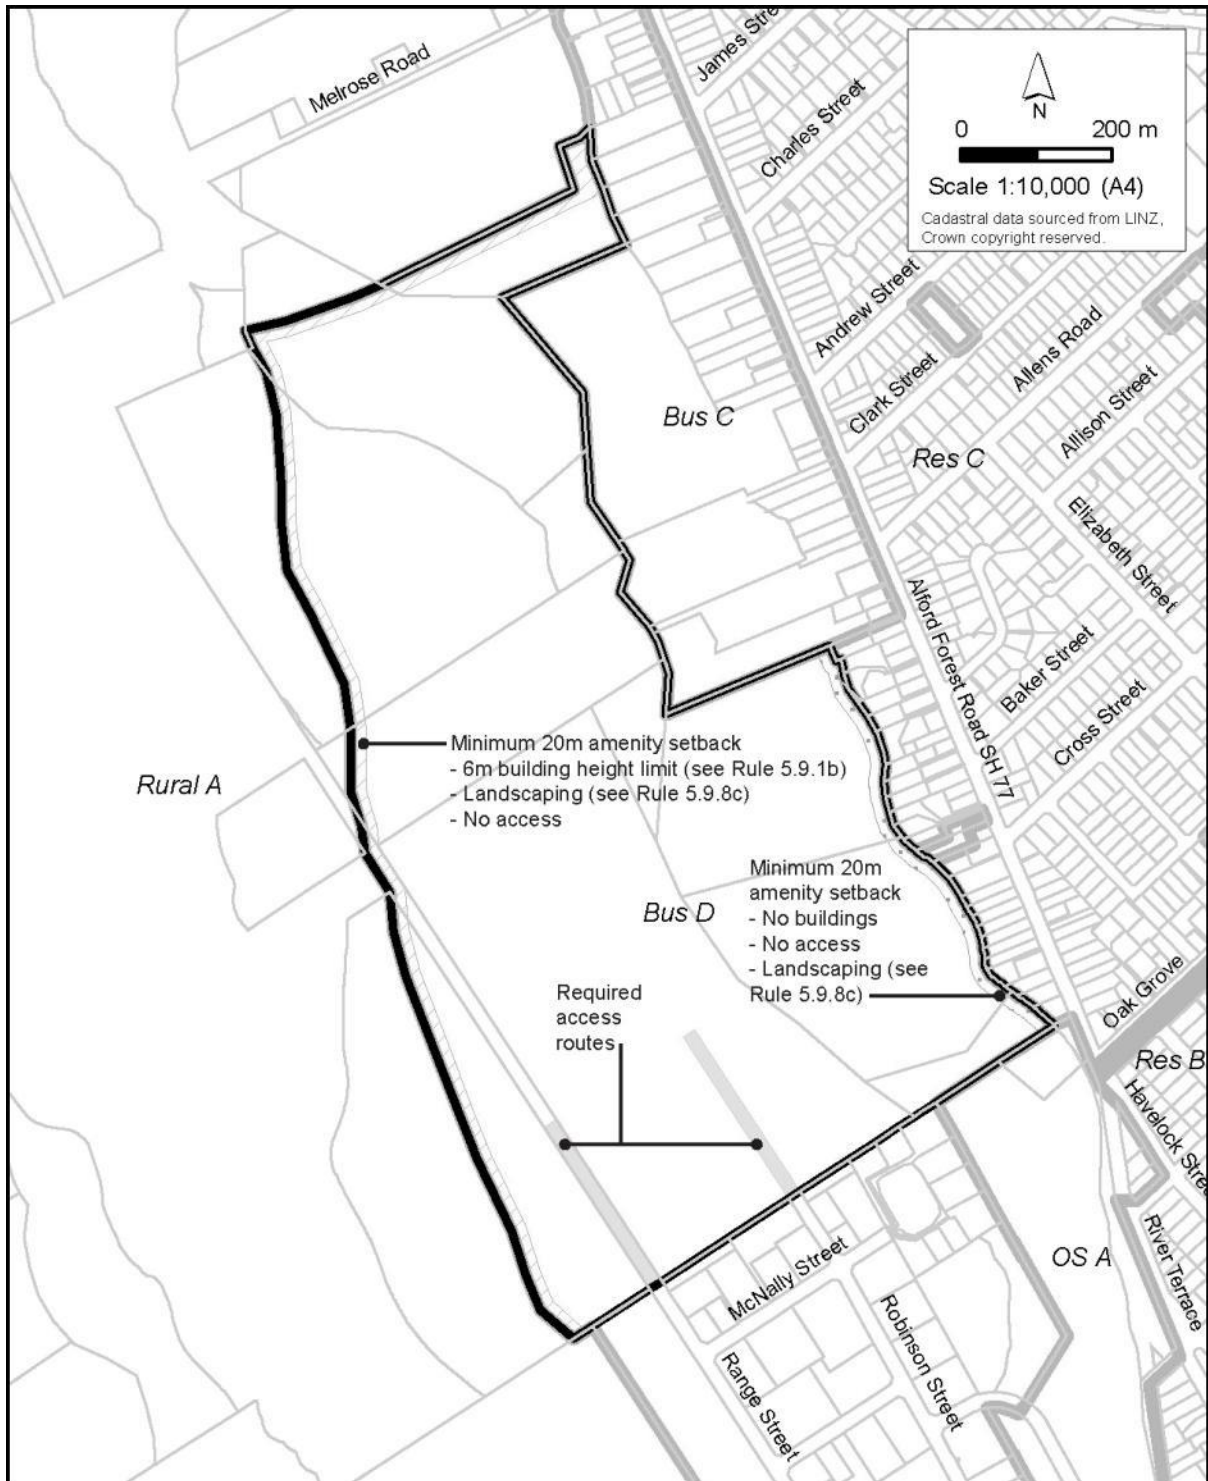 James Stree
Melrose Road
Charles Street
N
0 200 m
Scale 1:10,000 (A4)
Cadastral data sourced from LINZ,
Crown copyright reserved.
Andrew Street
Clark Street
Allens Road
Allison Street
Bus C
Res C
Elizabeth Street
Alford Forest Road SH 77
Baker Street
Cross Street
Rural A
Minimum 20m amenity setback
- 6m building height limit (see Rule 5.9.1b)
- Landscaping (see Rule 5.9.8c)
- No access
Minimum 20m
amenity setback
- No buildings
- No access
- Landscaping (see
Rule 5.9.8c)
Bus D
Required
access
routes
Oak Grove
Res B
Havelock Street
River Terrace
OS A
McNally Street
Robinson Street
Range Street